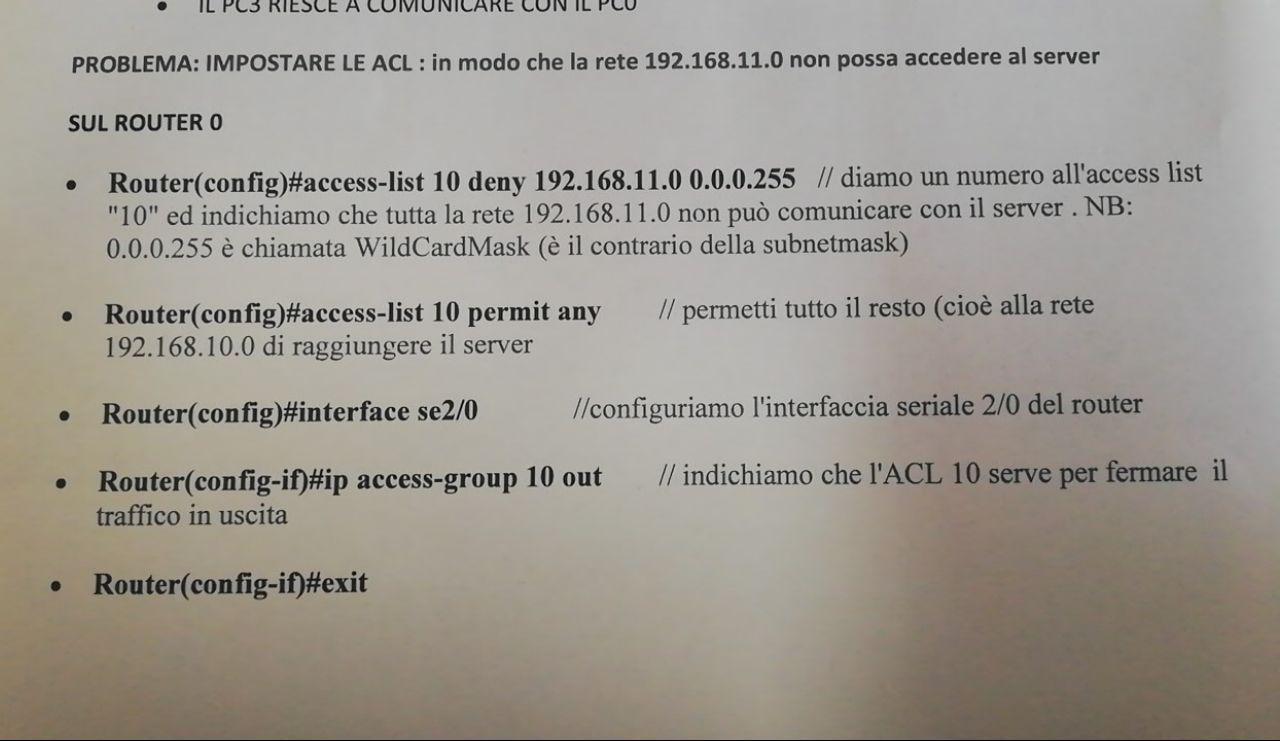 • IL PC3 RIESCE A COMUNICARE CON IL PC0
PROBLEMA: IMPOSTARE LE ACL : in modo che la rete 192.168.11.0 non possa accedere al server
SUL ROUTER 0
• Router(config)#access-list 10 deny 192.168.11.0 0.0.0.255 // diamo un numero all'access list
"10" ed indichiamo che tutta la rete 192.168.11.0 non può comunicare con il server . NB:
0.0.0.255 è chiamata WildCardMask (è il contrario della subnetmask)
• Router(config)#access-list 10 permit any // permetti tutto il resto (cioè alla rete
192.168.10.0 di raggiungere il server
• Router(config)#interface se2/0 //configuriamo l'interfaccia seriale 2/0 del router
• Router(config-if)#ip access-group 10 out // indichiamo che l'ACL 10 serve per fermare il
traffico in uscita
• Router(config-if)#exit